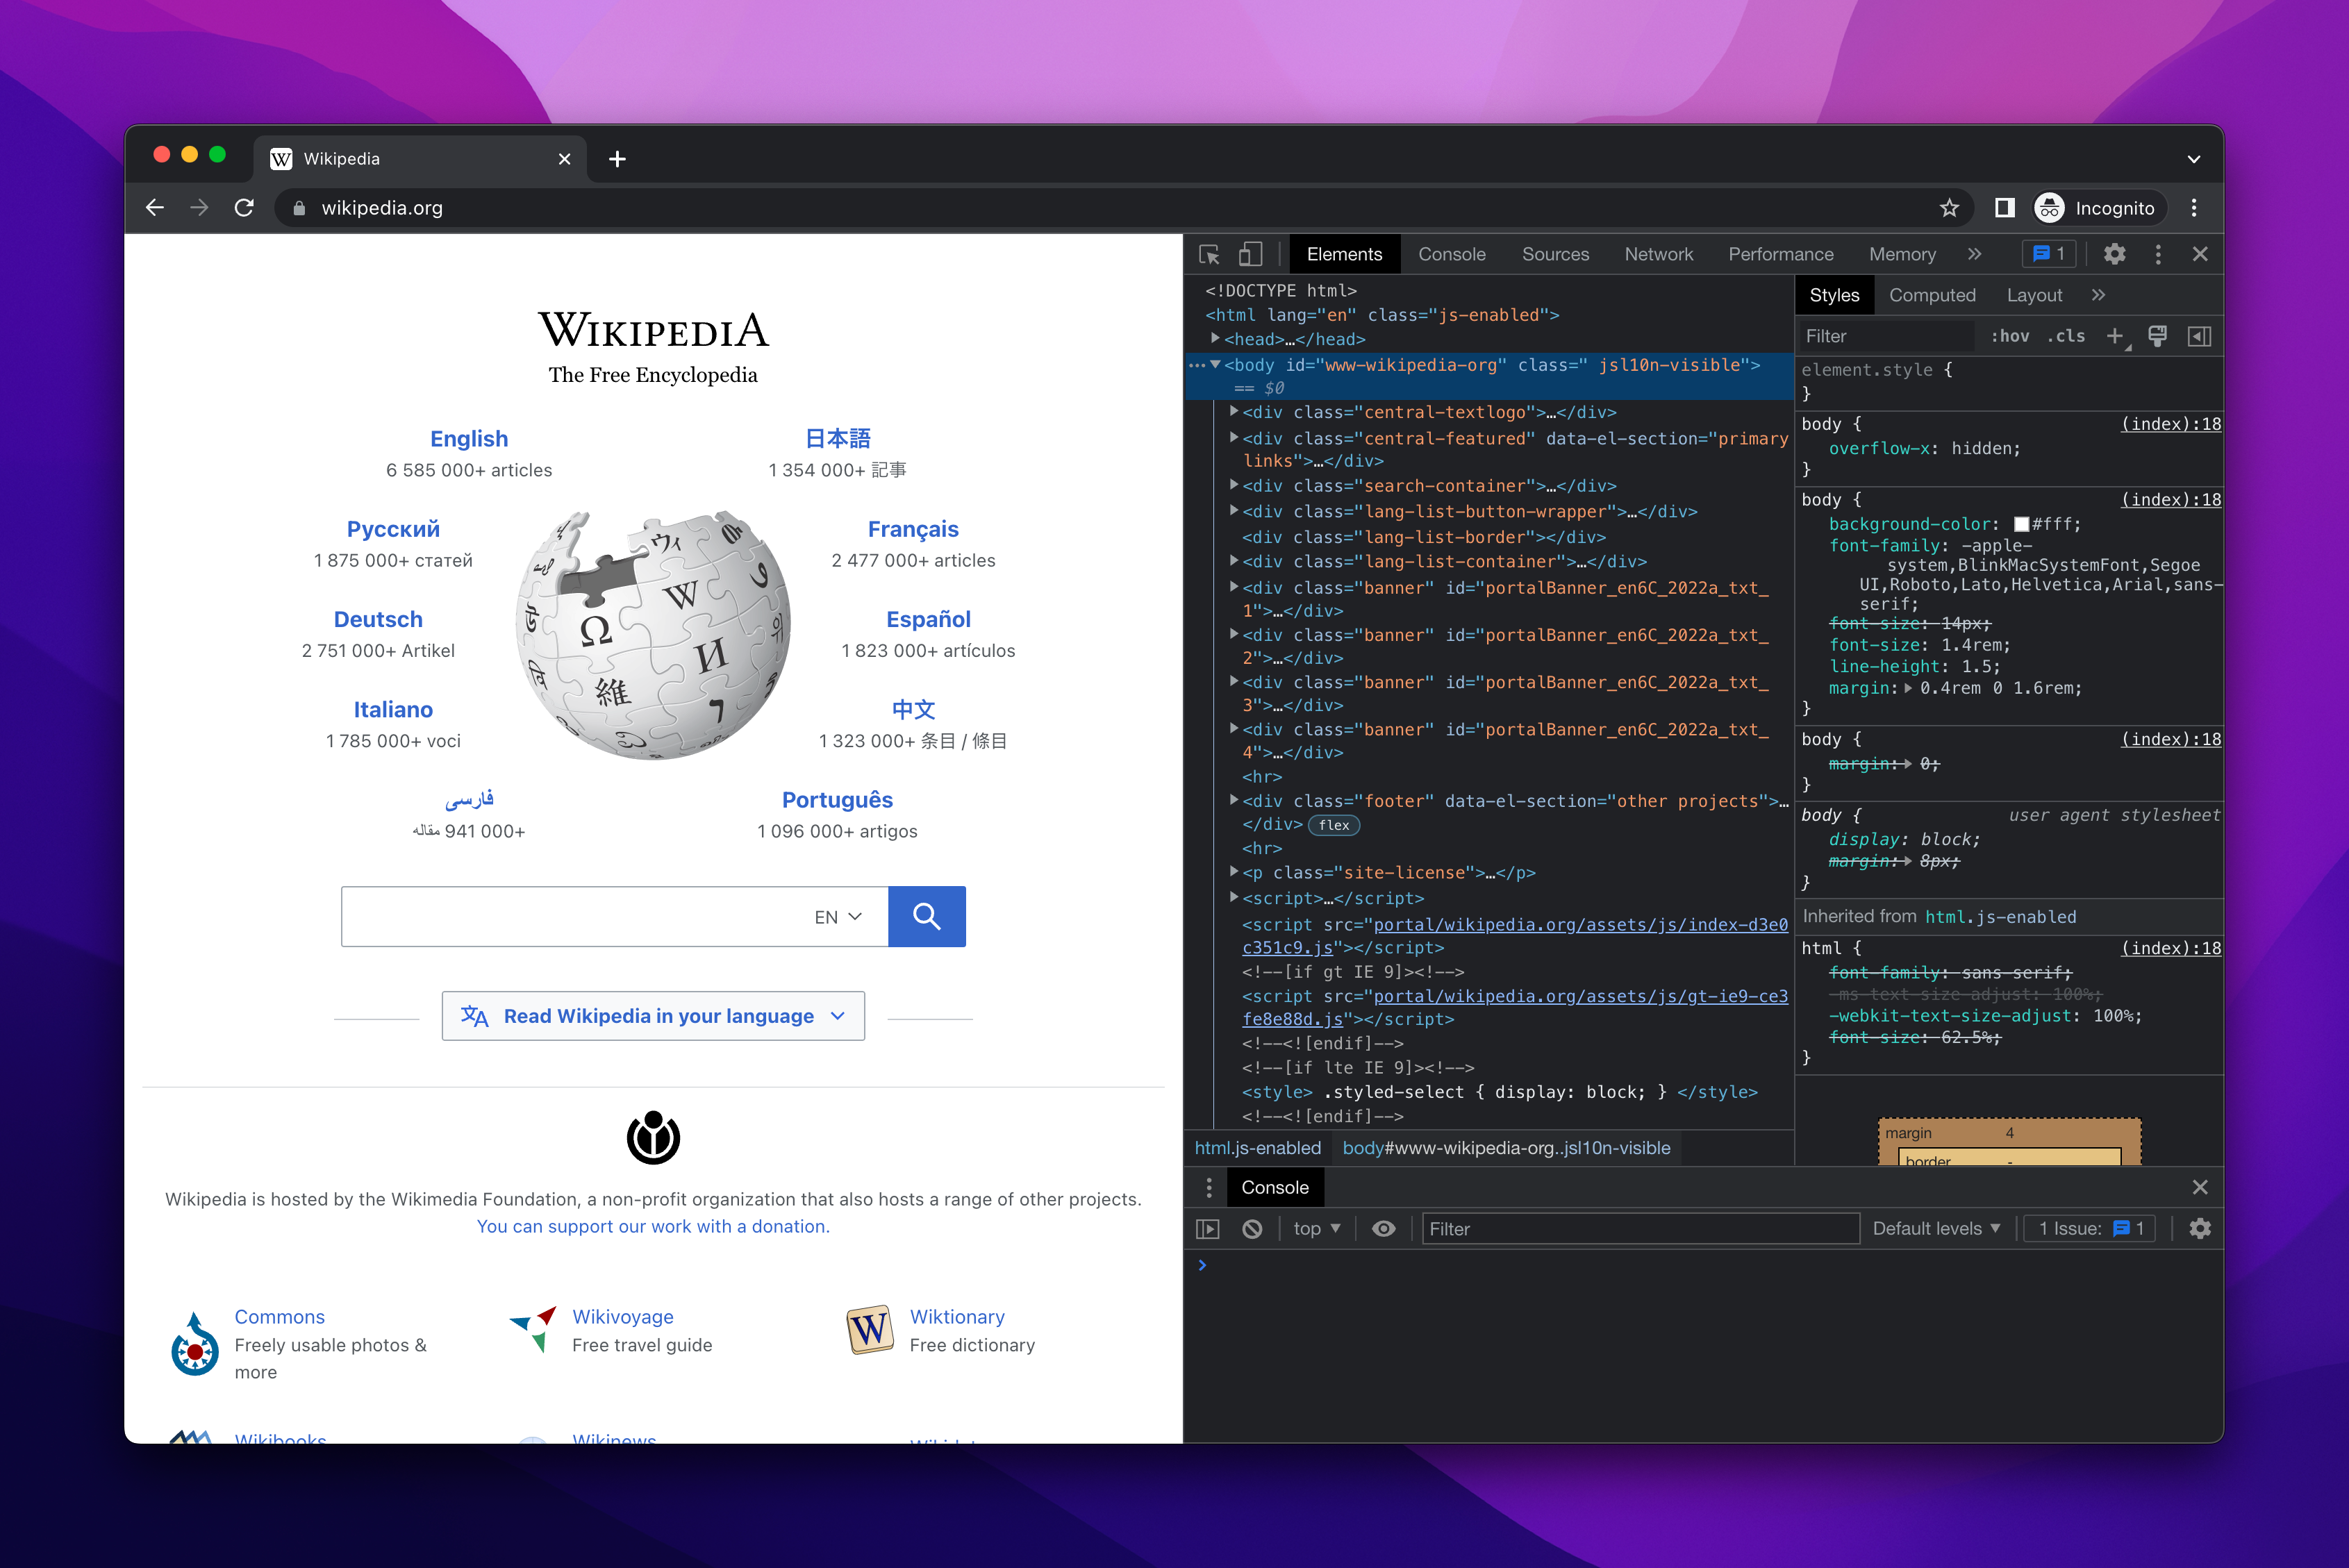 Wikipedia
wikipedia.org
Incognito
WIKIPEDIA
The Free Encyclopedia
English
6 585 000+ articles
日本語
1 354 000+ 記事
Русский
1 875 000+ статей
Français
2 477 000+ articles
Deutsch
2 751 000+ Artikel
Español
1 823 000+ artículos
Italiano
1 785 000+ voci
中文
1 323 000+ 条目 / 條目
فارسی
۹۴۱ 000+ مقاله
Português
1 096 000+ artigos
Ω
W
И
維
ウィ
7
EN
Read Wikipedia in your language
Wikipedia is hosted by the Wikimedia Foundation, a non-profit organization that also hosts a range of other projects.
You can support our work with a donation.
Commons
Freely usable photos &
more
Wikivoyage
Free travel guide
W
Wiktionary
Free dictionary
Wikibooks
Wikinews
Elements Console Sources Network Performance Memory 1
<!DOCTYPE html>
<html lang="en" class="js-enabled">
<head>…</head>
<body id="www-wikipedia-org" class=" jsl10n-visible">
== $0
<div class="central-textlogo">…</div>
<div class="central-featured" data-el-section="primary
links">…</div>
<div class="search-container">…</div>
<div class="lang-list-button-wrapper">…</div>
<div class="lang-list-border"></div>
<div class="lang-list-container">…</div>
<div class="banner" id="portalBanner_en6C_2022a_txt_
1">…</div>
<div class="banner" id="portalBanner_en6C_2022a_txt_
2">…</div>
<div class="banner" id="portalBanner_en6C_2022a_txt_
3">…</div>
<div class="banner" id="portalBanner_en6C_2022a_txt_
4">…</div>
<hr>
<div class="footer" data-el-section="other projects">…
</div> flex
<hr>
<p class="site-license">…</p>
<script>…</script>
<script src="portal/wikipedia.org/assets/js/index-d3e0
c351c9.js"></script>
<!--[if gt IE 9]><!-->
<script src="portal/wikipedia.org/assets/js/gt-ie9-ce3
fe8e88d.js"></script>
<!--<![endif]-->
<!--[if lte IE 9]><!-->
<style> .styled-select { display: block; } </style>
<!--<![endif]-->
html.js-enabled body#www-wikipedia-org..jsl10n-visible
Styles Computed Layout
Filter :hov .cls
element.style {
}
body { (index):18
overflow-x: hidden;
}
body { (index):18
background-color: #fff;
font-family: -apple-
system,BlinkMacSystemFont,Segoe
UI,Roboto,Lato,Helvetica,Arial,sans-
serif;
font-size: 14px;
font-size: 1.4rem;
line-height: 1.5;
margin: 0.4rem 0 1.6rem;
}
body { (index):18
margin: 0;
}
body { user agent stylesheet
display: block;
margin: 8px;
}
Inherited from html.js-enabled
html { (index):18
font-family: sans-serif;
-ms-text-size-adjust: 100%;
-webkit-text-size-adjust: 100%;
font-size: 62.5%;
}
margin 4
border -
Console
top Filter Default levels 1 Issue: 1